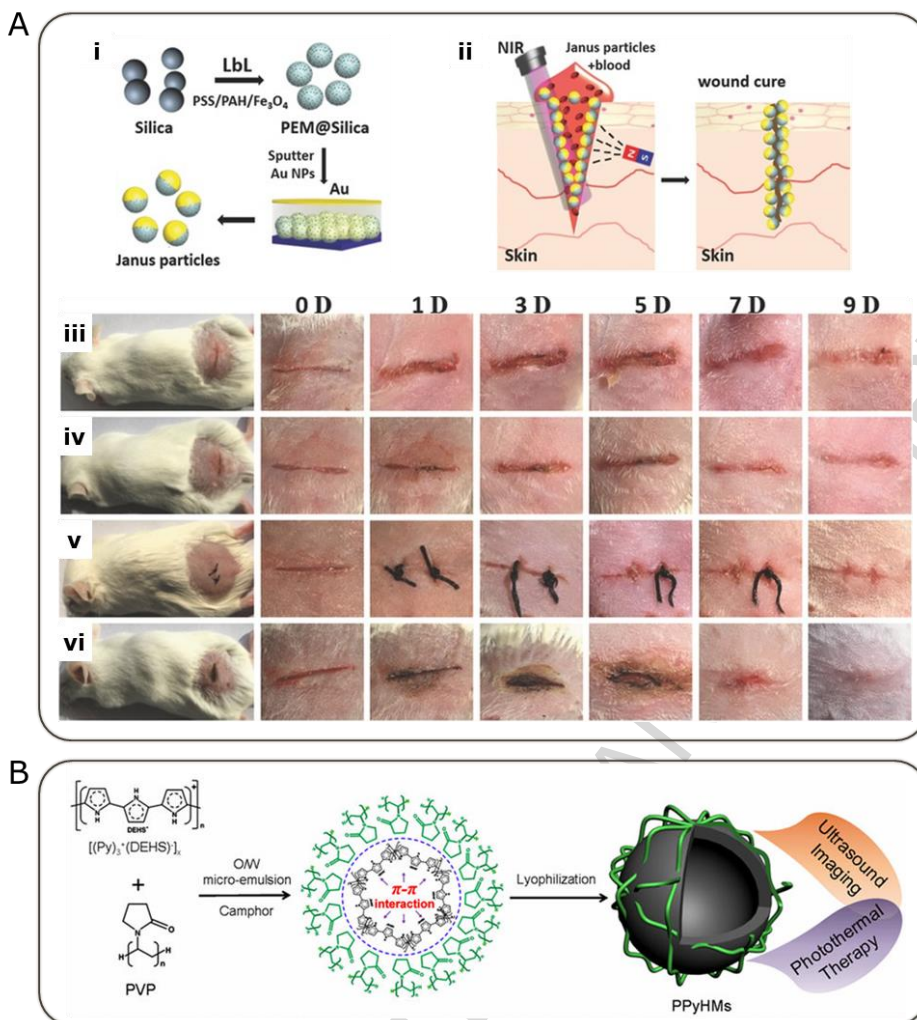 A
i
LbL
PSS/PAH/Fe₃O₄
Silica
PEM@Silica
Sputter
Au NPs
Au
Janus particles
ii
NIR
Janus particles
+blood
wound cure
N
S
Skin
Skin
0 D 1 D 3 D 5 D 7 D 9 D
iii
iv
v
vi
B
H
N
N
H
N
H
+
n
DEHS⁻
[(Py)₃⁺(DEHS)⁻]ₓ
+
N
O
H
H
n
PVP
O/W
micro-emulsion
Camphor
π-π
interaction
Lyophilization
Ultrasound
Imaging
Photothermal
Therapy
PPyHMs